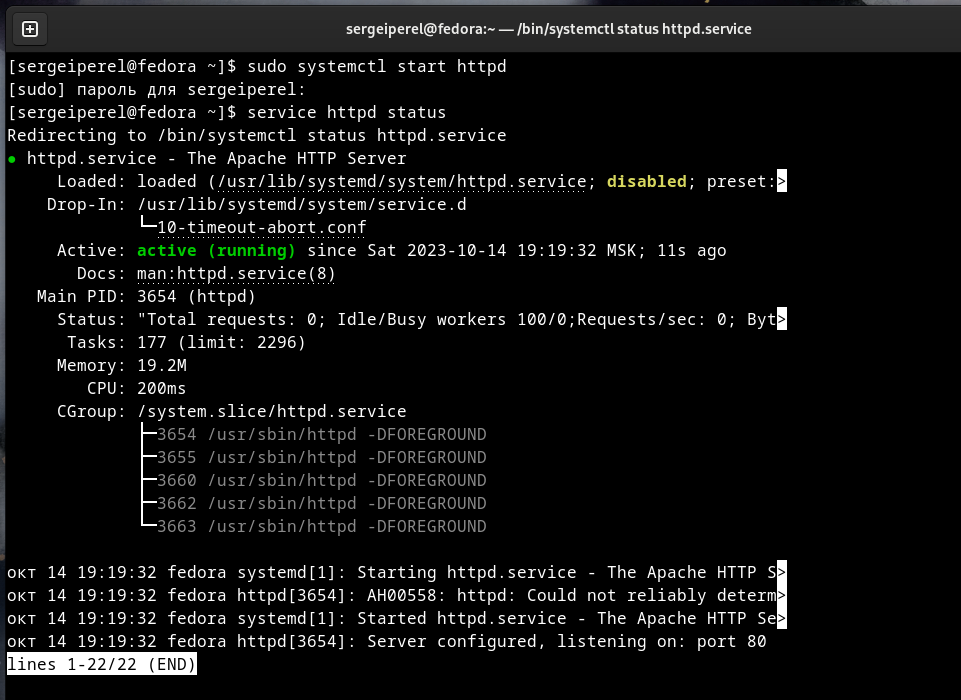 sergeiperel@fedora:~ — /bin/systemctl status httpd.service
[sergeiperel@fedora ~]$ sudo systemctl start httpd
[sudo] пароль для sergeiperel:
[sergeiperel@fedora ~]$ service httpd status
Redirecting to /bin/systemctl status httpd.service
● httpd.service - The Apache HTTP Server
     Loaded: loaded (/usr/lib/systemd/system/httpd.service; disabled; preset:>
    Drop-In: /usr/lib/systemd/system/service.d
             └─10-timeout-abort.conf
     Active: active (running) since Sat 2023-10-14 19:19:32 MSK; 11s ago
       Docs: man:httpd.service(8)
   Main PID: 3654 (httpd)
     Status: "Total requests: 0; Idle/Busy workers 100/0;Requests/sec: 0; Byt>
      Tasks: 177 (limit: 2296)
     Memory: 19.2M
        CPU: 200ms
     CGroup: /system.slice/httpd.service
             ├─3654 /usr/sbin/httpd -DFOREGROUND
             ├─3655 /usr/sbin/httpd -DFOREGROUND
             ├─3660 /usr/sbin/httpd -DFOREGROUND
             ├─3662 /usr/sbin/httpd -DFOREGROUND
             └─3663 /usr/sbin/httpd -DFOREGROUND
окт 14 19:19:32 fedora systemd[1]: Starting httpd.service - The Apache HTTP S>
окт 14 19:19:32 fedora httpd[3654]: AH00558: httpd: Could not reliably determ>
окт 14 19:19:32 fedora systemd[1]: Started httpd.service - The Apache HTTP Se>
окт 14 19:19:32 fedora httpd[3654]: Server configured, listening on: port 80
lines 1-22/22 (END)